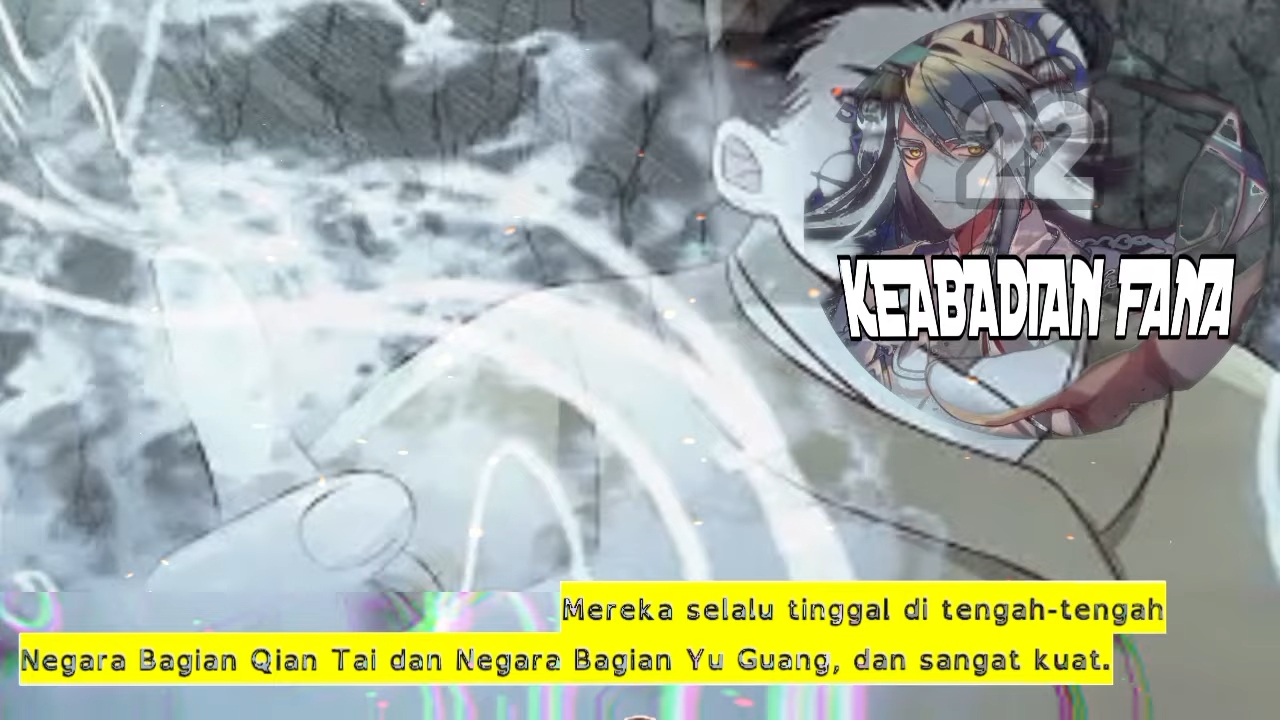 22
KEABADIAN FANA
Mereka selalu tinggal di tengah-tengah
Negara Bagian Qian Tai dan Negara Bagian Yu Guang, dan sangat kuat.